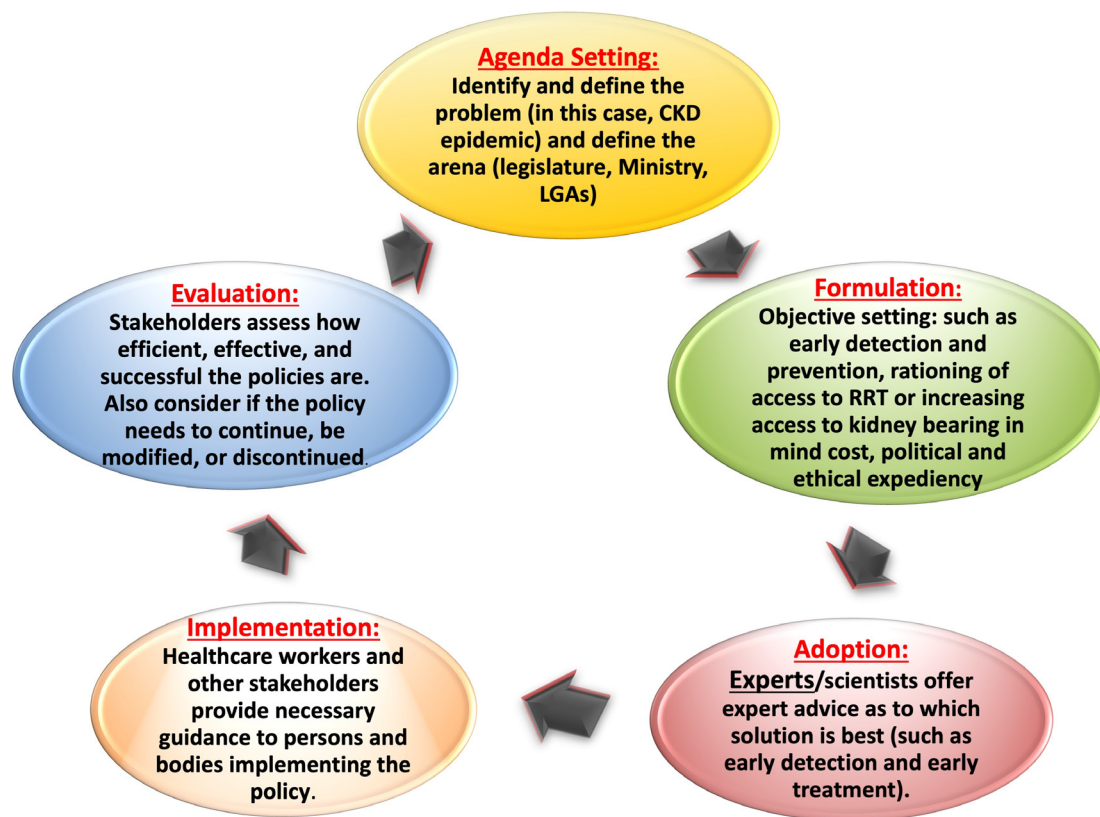 Agenda Setting:
Identify and define the
problem (in this case, CKD
epidemic) and define the
arena (legislature, Ministry,
LGAs)
Formulation:
Objective setting: such as
early detection and
prevention, rationing of
access to RRT or increasing
access to kidney bearing in
mind cost, political and
ethical expediency
Adoption:
Experts/scientists offer
expert advice as to which
solution is best (such as
early detection and early
treatment).
Implementation:
Healthcare workers and
other stakeholders
provide necessary
guidance to persons and
bodies implementing the
policy.
Evaluation:
Stakeholders assess how
efficient, effective, and
successful the policies are.
Also consider if the policy
needs to continue, be
modified, or discontinued.